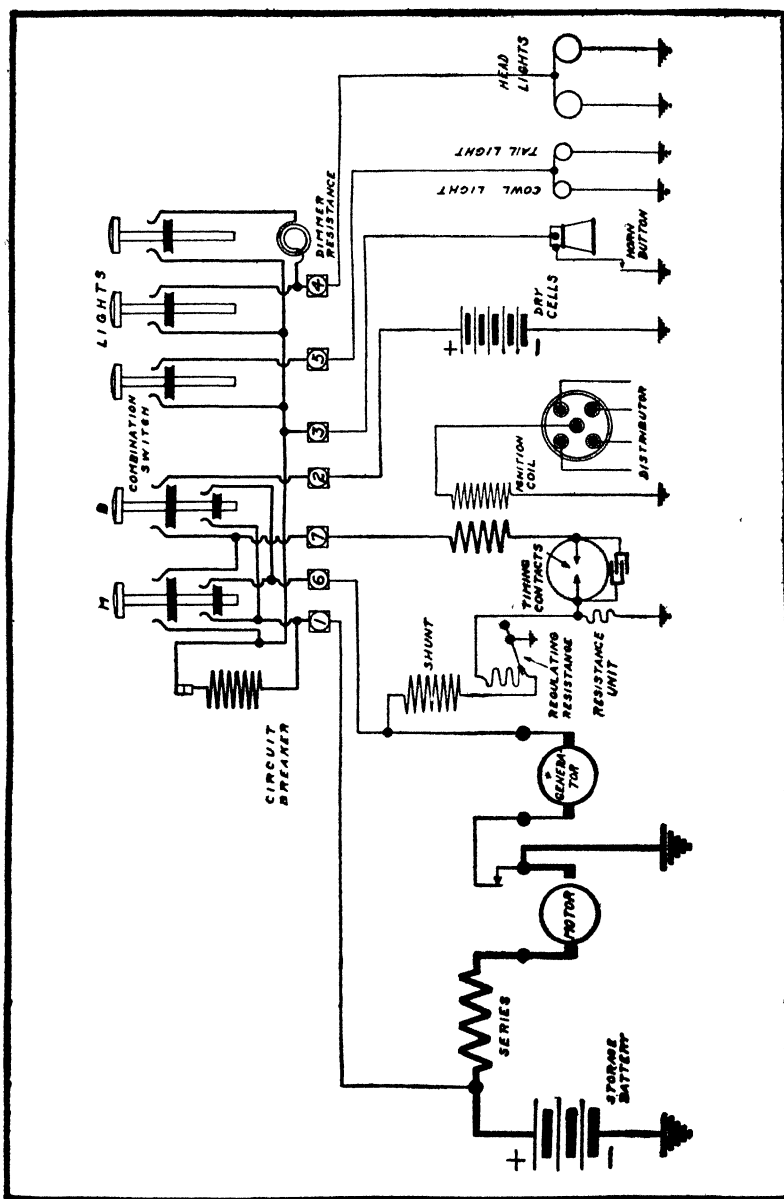 HEAD
LIGHTS
TAIL LIGHT
COWL LIGHT
HORN
BUTTON
DIMMER
RESISTANCE
LIGHTS
4
5
3
2
7
6
1
DRY
CELLS
+
−
COMBINATION
SWITCH
B
M
IGNITION
COIL
DISTRIBUTOR
TIMING
CONTACTS
SHUNT
REGULATING
RESISTANCE
RESISTANCE
UNIT
CIRCUIT
BREAKER
+
GENERA-
TOR
MOTOR
SERIES
STORAGE
BATTERY
+
−